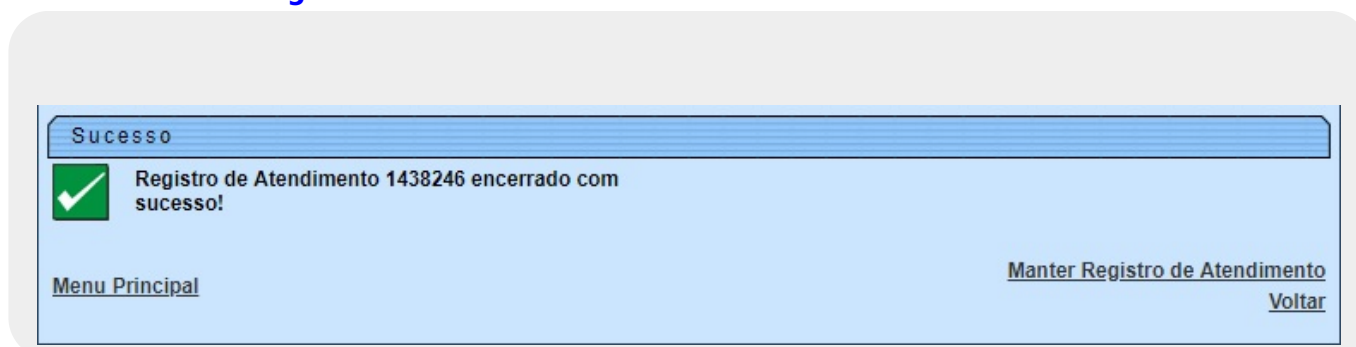 Sucesso
Registro de Atendimento 1438246 encerrado com
sucesso!
Manter Registro de Atendimento
Menu Principal
Voltar